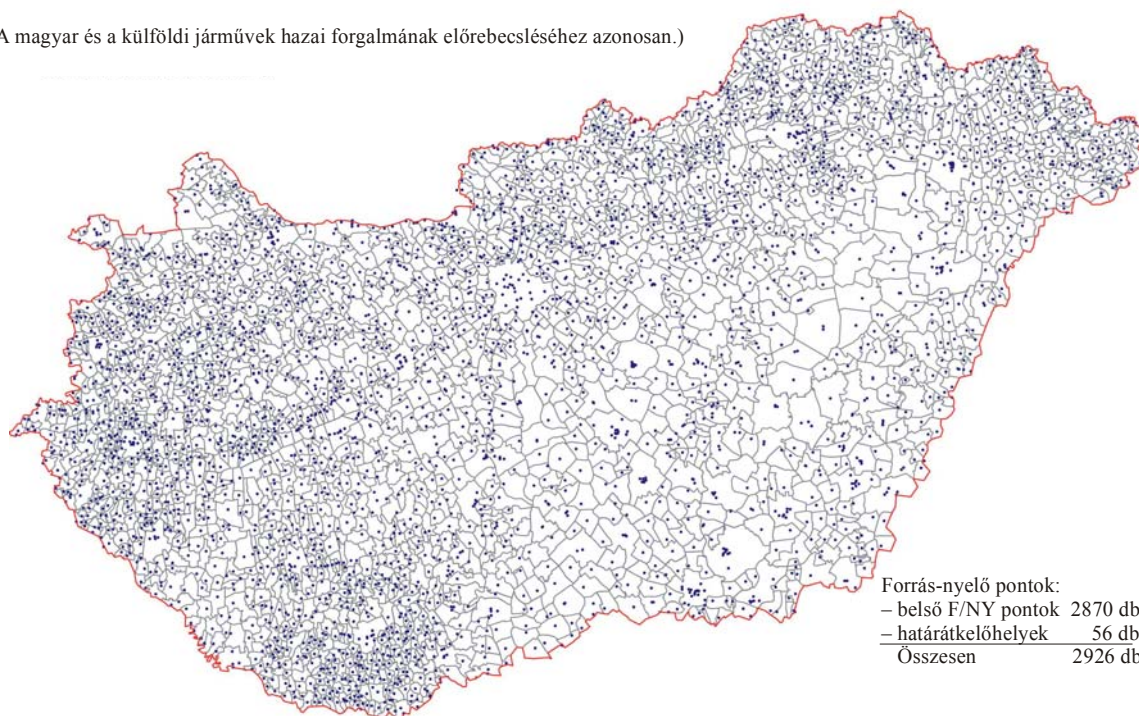 A magyar és a külföldi járművek hazai forgalmának előrebecsléséhez azonosan.)
Forrás-nyelő pontok:
– belső F/NY pontok 2870 db
– határátkelőhelyek 56 db
Összesen 2926 db